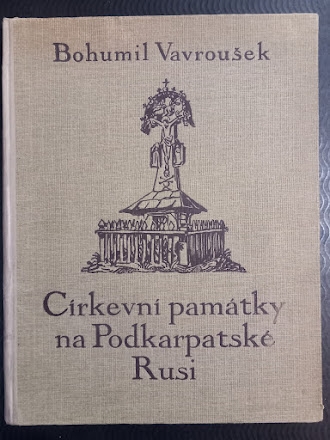 Bohumil Vavroušek
Církevní památky
na Podkarpatské
Rusi